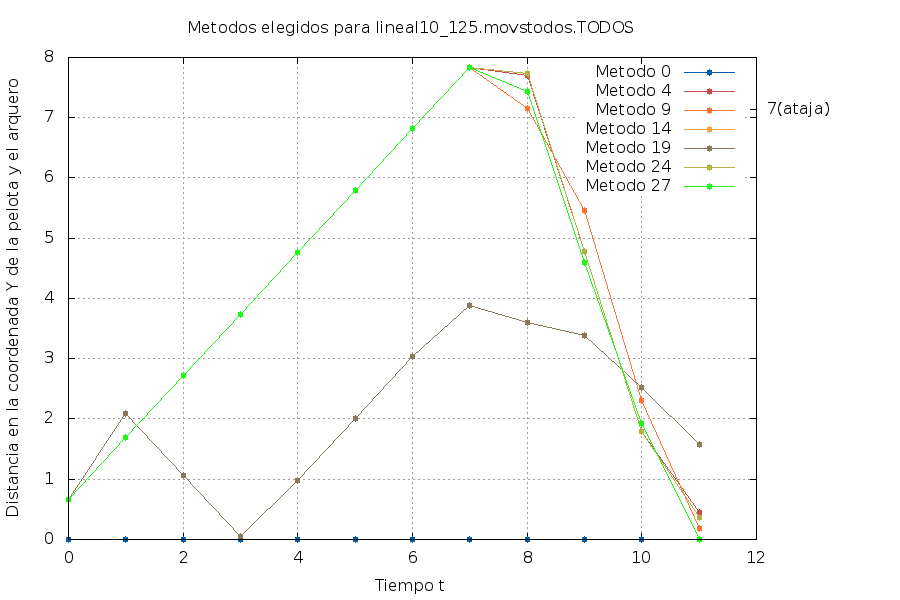 Metodos elegidos para lineal10_125.movstodos.TODOS
Distancia en la coordenada Y de la pelota y el arquero
8
7
6
5
4
3
2
1
0
Metodo 0
Metodo 4
Metodo 9
Metodo 14
Metodo 19
Metodo 24
Metodo 27
7(ataja)
0 2 4 6 8 10 12
Tiempo t